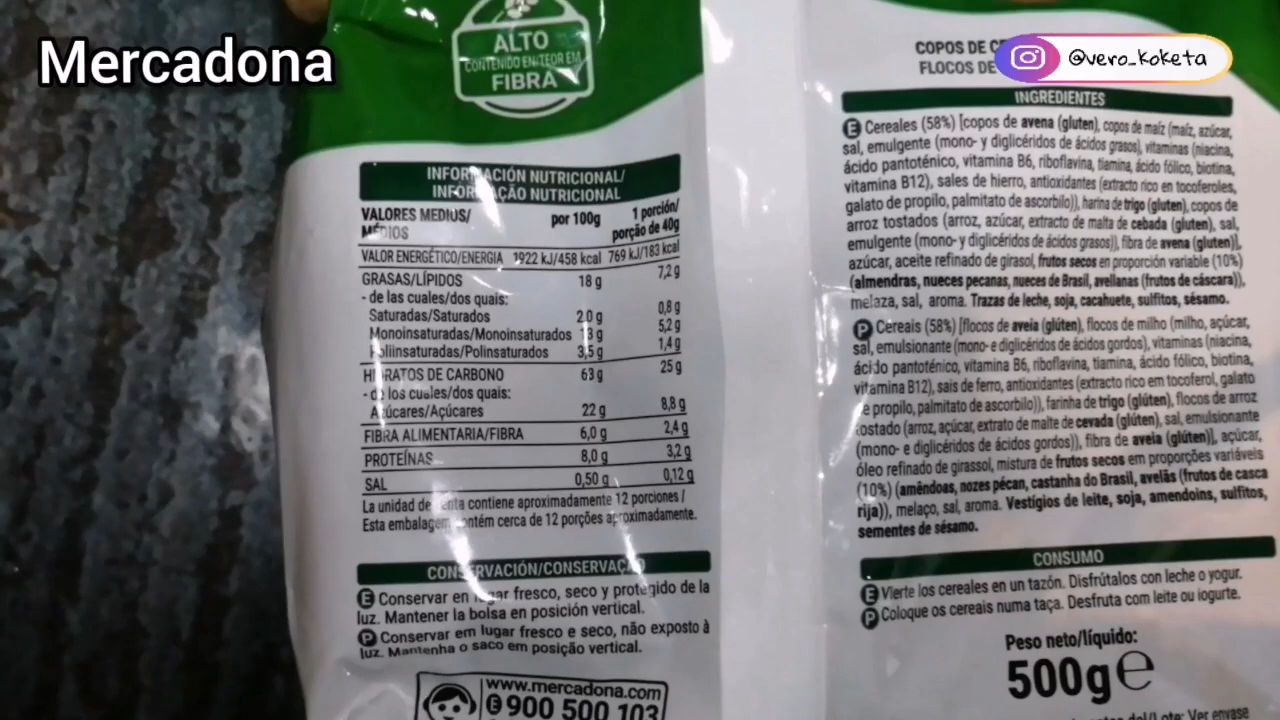 Mercadona
@vero_koketa
ALTO
CONTENIDO EN/TEOR EM
FIBRA
INFORMACIÓN NUTRICIONAL/
INFORMAÇÃO NUTRICIONAL
VALORES MEDIUS/
MÉDIOS
por 100g
1 porción/
porção de 40g
VALOR ENERGÉTICO/ENERGIA 1922 kJ/458 kcal 769 kJ/183 kcal
GRASAS/LÍPIDOS 18 g 7,2 g
- de las cuales/dos quais:
Saturadas/Saturados 2,0 g 0,8 g
Monoinsaturadas/Monoinsaturados 13 g 5,2 g
Poliinsaturadas/Polinsaturados 3,5 g 1,4 g
HIDRATOS DE CARBONO 63 g 25 g
- de los cuales/dos quais:
Azúcares/Açúcares 22 g 8,8 g
FIBRA ALIMENTARIA/FIBRA 6,0 g 2,4 g
PROTEÍNAS 8,0 g 3,2 g
SAL 0,50 g 0,12 g
La unidad de venta contiene aproximadamente 12 porciones /
Esta embalagem contém cerca de 12 porções aproximadamente.
CONSERVACIÓN/CONSERVAÇÃO
E Conservar en lugar fresco, seco y protegido de la
luz. Mantener la bolsa en posición vertical.
P Conservar em lugar fresco e seco, não exposto à
luz. Mantenha o saco em posição vertical.
www.mercadona.com
E 900 500 103
COPOS DE
FLOCOS DE
INGREDIENTES
E Cereales (58%) [copos de avena (gluten), copos de maíz (maíz, azúcar,
sal, emulgente (mono- y diglicéridos de ácidos grasos), vitaminas (niacina,
ácido pantoténico, vitamina B6, riboflavina, tiamina, ácido fólico, biotina,
vitamina B12), sales de hierro, antioxidantes (extracto rico en tocoferoles,
galato de propilo, palmitato de ascorbilo)), harina de trigo (gluten), copos de
arroz tostados (arroz, azúcar, extracto de malta de cebada (gluten), sal,
emulgente (mono- y diglicéridos de ácidos grasos)), fibra de avena (gluten)],
azúcar, aceite refinado de girasol, frutos secos en proporción variable (10%)
(almendras, nueces pecanas, nueces de Brasil, avellanas (frutos de cáscara)),
melaza, sal, aroma. Trazas de leche, soja, cacahuete, sulfitos, sésamo.
P Cereais (58%) [flocos de aveia (glúten), flocos de milho (milho, açúcar,
sal, emulsionante (mono- e diglicéridos de ácidos gordos), vitaminas (niacina,
ácido pantoténico, vitamina B6, riboflavina, tiamina, ácido fólico, biotina,
vitamina B12), sais de ferro, antioxidantes (extracto rico em tocoferol, galato
de propilo, palmitato de ascorbilo)), farinha de trigo (glúten), flocos de arroz
tostado (arroz, açúcar, extrato de malte de cevada (glúten), sal, emulsionante
(mono- e diglicéridos de ácidos gordos)), fibra de aveia (glúten)], açúcar,
óleo refinado de girassol, mistura de frutos secos em proporções variáveis
(10%) (amêndoas, nozes pécan, castanha do Brasil, avelãs (frutos de casca
rija)), melaço, sal, aroma. Vestígios de leite, soja, amendoins, sulfitos,
sementes de sésamo.
CONSUMO
E Vierte los cereales en un tazón. Disfrútalos con leche o yogur.
P Coloque os cereais numa taça. Desfruta com leite ou iogurte.
Peso neto/líquido:
500g e
del/Lote: Ver envase